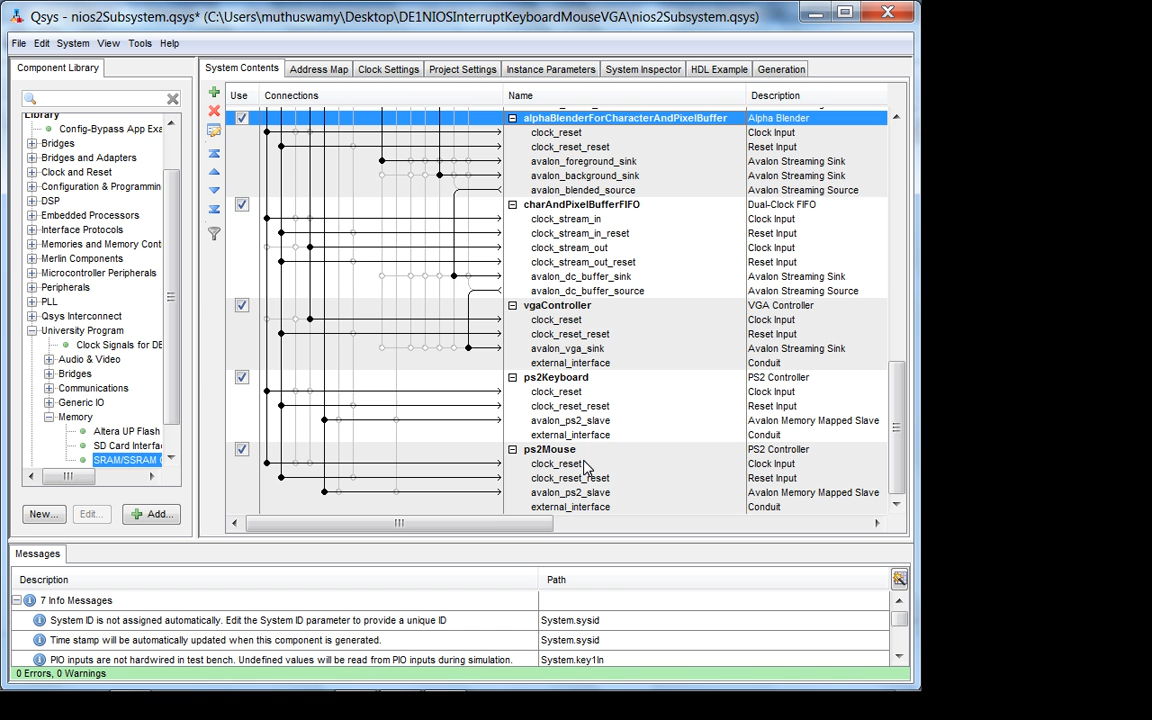 Qsys - nios2Subsystem.qsys* (C:\Users\muthuswamy\Desktop\DE1NIOSInterruptKeyboardMouseVGA\nios2Subsystem.qsys)
File Edit System View Tools Help
Component Library
System Contents Address Map Clock Settings Project Settings Instance Parameters System Inspector HDL Example Generation
Library
Config-Bypass App Exa
Bridges
Bridges and Adapters
Clock and Reset
Configuration & Programmin
DSP
Embedded Processors
Interface Protocols
Memories and Memory Cont
Merlin Components
Microcontroller Peripherals
Peripherals
PLL
Qsys Interconnect
University Program
Clock Signals for DE
Audio & Video
Bridges
Communications
Generic IO
Memory
Altera UP Flash
SD Card Interfac
SRAM/SSRAM C
New... Edit... Add...
Use Connections Name Description
alphaBlenderForCharacterAndPixelBuffer Alpha Blender
clock_reset Clock Input
clock_reset_reset Reset Input
avalon_foreground_sink Avalon Streaming Sink
avalon_background_sink Avalon Streaming Sink
avalon_blended_source Avalon Streaming Source
charAndPixelBufferFIFO Dual-Clock FIFO
clock_stream_in Clock Input
clock_stream_in_reset Reset Input
clock_stream_out Clock Input
clock_stream_out_reset Reset Input
avalon_dc_buffer_sink Avalon Streaming Sink
avalon_dc_buffer_source Avalon Streaming Source
vgaController VGA Controller
clock_reset Clock Input
clock_reset_reset Reset Input
avalon_vga_sink Avalon Streaming Sink
external_interface Conduit
ps2Keyboard PS2 Controller
clock_reset Clock Input
clock_reset_reset Reset Input
avalon_ps2_slave Avalon Memory Mapped Slave
external_interface Conduit
ps2Mouse PS2 Controller
clock_reset Clock Input
clock_reset_reset Reset Input
avalon_ps2_slave Avalon Memory Mapped Slave
external_interface Conduit
Messages
Description Path
7 Info Messages
System ID is not assigned automatically. Edit the System ID parameter to provide a unique ID System.sysid
Time stamp will be automatically updated when this component is generated. System.sysid
PIO inputs are not hardwired in test bench. Undefined values will be read from PIO inputs during simulation. System.key1In
0 Errors, 0 Warnings